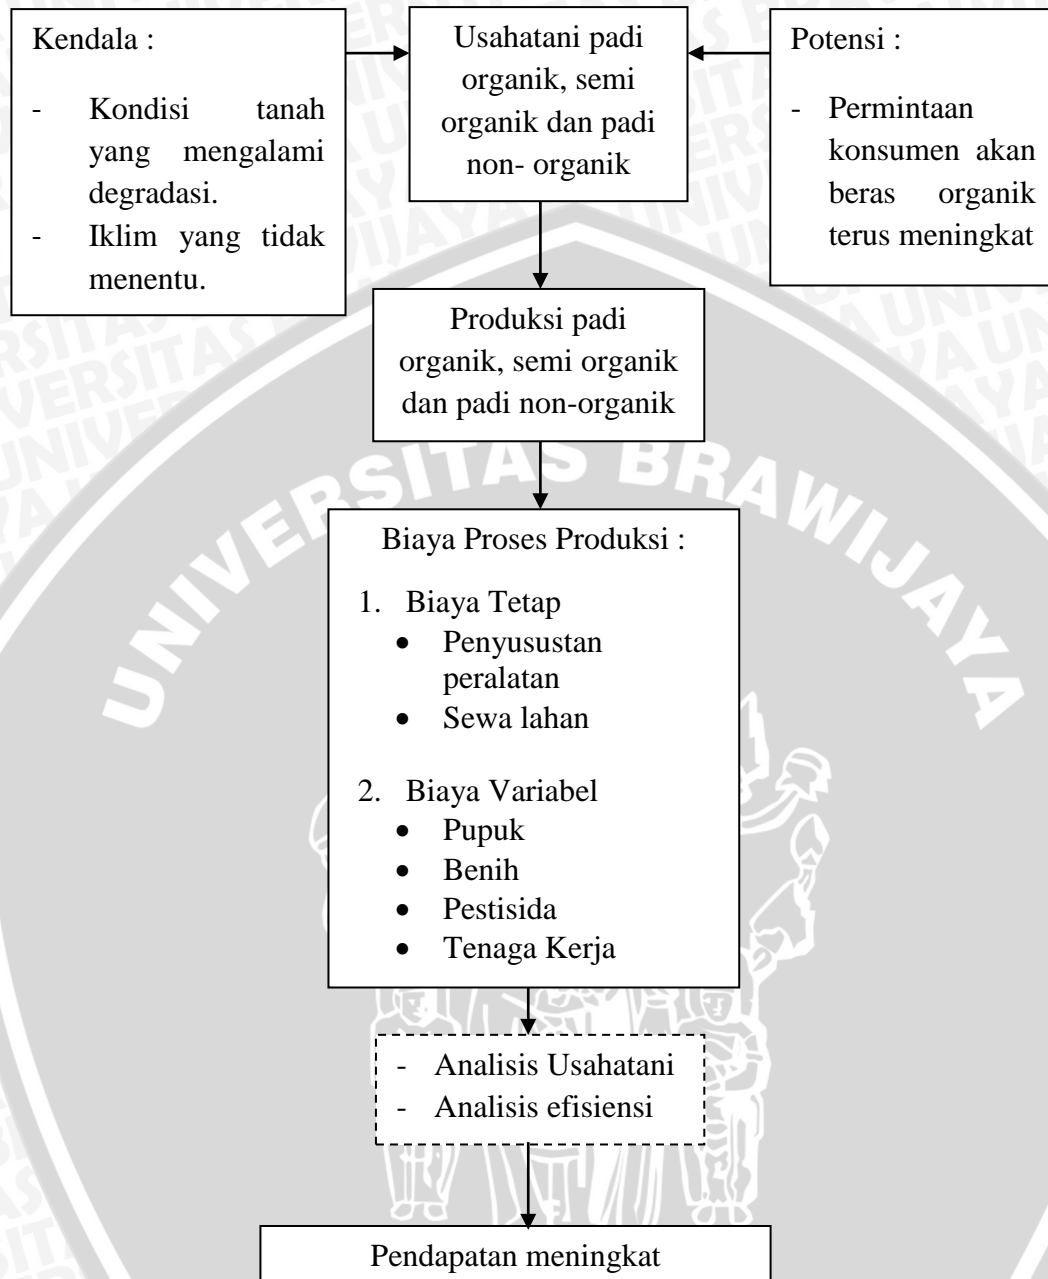 Kendala :
- Kondisi tanah
yang mengalami
degradasi.
- Iklim yang tidak
menentu.
Usahatani padi
organik, semi
organik dan padi
non- organik
Potensi :
- Permintaan
konsumen akan
beras organik
terus meningkat
Produksi padi
organik, semi organik
dan padi non-organik
UNIVERSITAS BRAWIJAYA
Biaya Proses Produksi :
1. Biaya Tetap
• Penyusustan
peralatan
• Sewa lahan
2. Biaya Variabel
• Pupuk
• Benih
• Pestisida
• Tenaga Kerja
- Analisis Usahatani
- Analisis efisiensi
Pendapatan meningkat